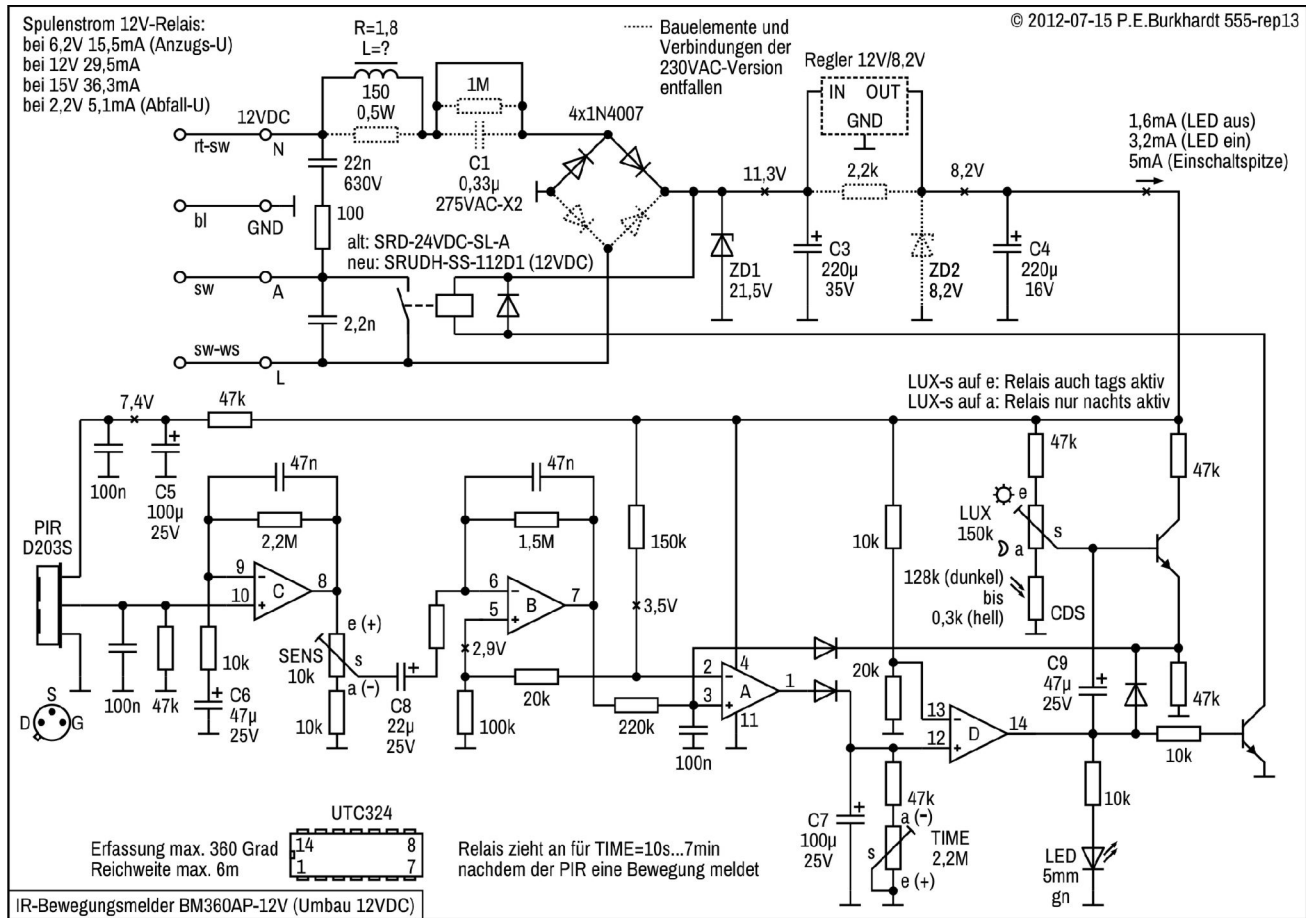 Spulenstrom 12V-Relais:
bei 6,2V 15,5mA (Anzugs-U)
bei 12V 29,5mA
bei 15V 36,3mA
bei 2,2V 5,1mA (Abfall-U)
R=1,8
L=?
150
0,5W
1M
C1
0,33µ
275VAC-X2
4x1N4007
Bauelemente und
Verbindungen der
230VAC-Version
entfallen
© 2012-07-15 P.E.Burkhardt 555-rep13
Regler 12V/8,2V
IN OUT
GND
2,2k
1,6mA (LED aus)
3,2mA (LED ein)
5mA (Einschaltspitze)
12VDC
rt-sw
N
22n
630V
bl
GND
100
alt: SRD-24VDC-SL-A
neu: SRUDH-SS-112D1 (12VDC)
sw
A
2,2n
sw-ws
L
11,3V
8,2V
ZD1
21,5V
+
C3
220µ
35V
ZD2
8,2V
+
C4
220µ
16V
LUX-s auf e: Relais auch tags aktiv
LUX-s auf a: Relais nur nachts aktiv
7,4V
47k
100n
+
C5
100µ
25V
PIR
D203S
S
D
G
100n
47k
47n
2,2M
9
−
10
+
C
8
10k
+
C6
47µ
25V
e (+)
SENS
10k
s
a (-)
10k
+
C8
22µ
25V
47n
1,5M
6
−
5
+
B
7
2,9V
100k
20k
150k
3,5V
220k
100n
2
−
3
+
A
4
11
1
10k
20k
13
−
12
+
D
14
+
C7
100µ
25V
47k
a (-)
s
TIME
2,2M
e (+)
47k
e
LUX
150k
s
a
128k (dunkel)
bis
0,3k (hell)
CDS
47k
C9
47µ
25V
+
47k
10k
10k
LED
5mm
gn
UTC324
14
8
1
7
Erfassung max. 360 Grad
Reichweite max. 6m
Relais zieht an für TIME=10s...7min
nachdem der PIR eine Bewegung meldet
IR-Bewegungsmelder BM360AP-12V (Umbau 12VDC)